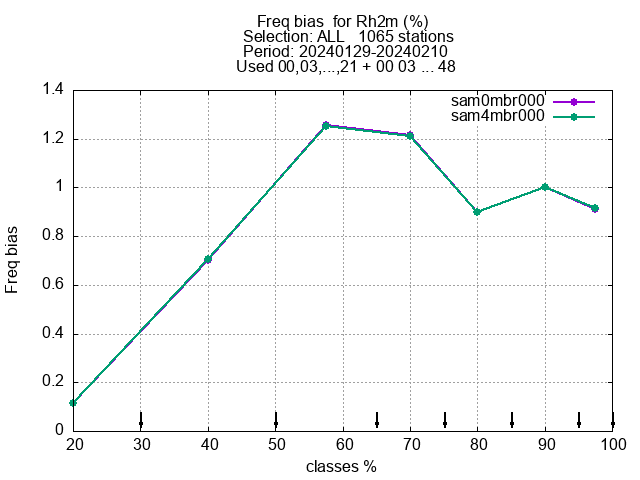 Freq bias  for Rh2m (%)
Selection: ALL   1065 stations
Period: 20240129-20240210
Used 00,03,...,21 + 00 03 ... 48
sam0mbr000
sam4mbr000
1.4
1.2
1
0.8
0.6
0.4
0.2
0
Freq bias
20 30 40 50 60 70 80 90 100
classes %